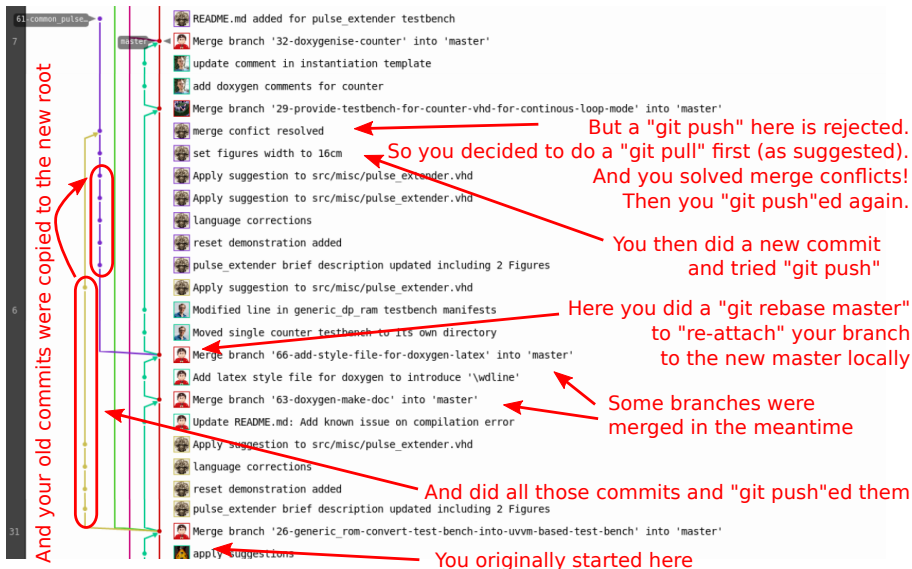 61-common_pulse…
README.md added for pulse_extender testbench
7
master
Merge branch '32-doxygenise-counter' into 'master'
update comment in instantiation template
add doxygen comments for counter
Merge branch '29-provide-testbench-for-counter-vhd-for-continous-loop-mode' into 'master'
merge confict resolved
But a "git push" here is rejected.
set figures width to 16cm
So you decided to do a "git pull" first (as suggested).
Apply suggestion to src/misc/pulse_extender.vhd
And you solved merge conflicts!
Apply suggestion to src/misc/pulse_extender.vhd
Then you "git push"ed again.
language corrections
reset demonstration added
You then did a new commit
pulse_extender brief description updated including 2 Figures
and tried "git push"
Apply suggestion to src/misc/pulse_extender.vhd
6
Modified line in generic_dp_ram testbench manifests
Here you did a "git rebase master"
Moved single counter testbench to its own directory
to "re-attach" your branch
Merge branch '66-add-style-file-for-doxygen-latex' into 'master'
to the new master locally
Add latex style file for doxygen to introduce '\wdline'
Merge branch '63-doxygen-make-doc' into 'master'
Some branches were
Update README.md: Add known issue on compilation error
merged in the meantime
Apply suggestion to src/misc/pulse_extender.vhd
language corrections
reset demonstration added
And did all those commits and "git push"ed them
pulse_extender brief description updated including 2 Figures
31
Merge branch '26-generic_rom-convert-test-bench-into-uvvm-based-test-bench' into 'master'
apply suggestions
You originally started here
And your old commits were copied to the new root